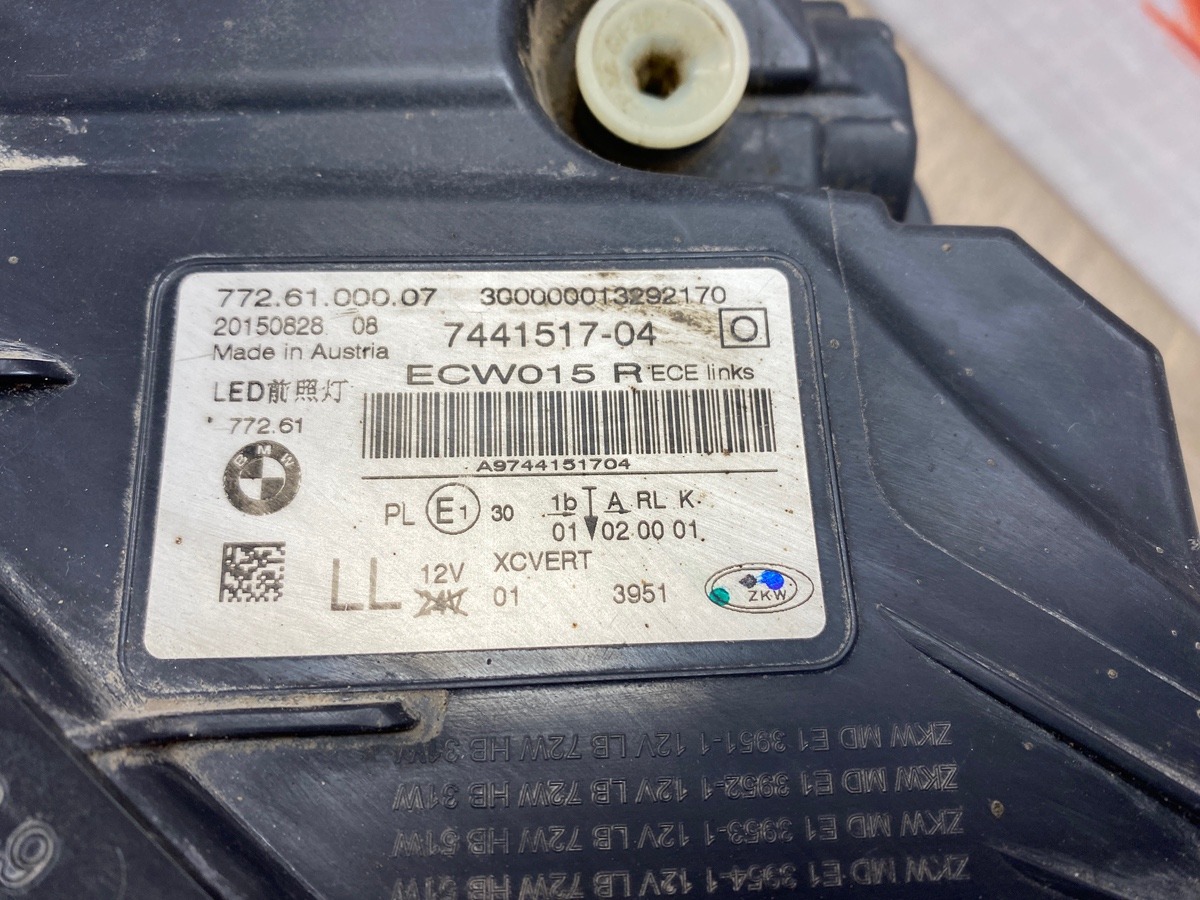 772.61.000.07 300000013292170
20150828 08 7441517-04 O
Made in Austria
ECW015 R ECE links
LED前照灯
772.61
BMW
A9744151704
PL E1 30 1b A RL K
01 02 00 01
LL 12V XCVERT
24V 01 3951 ZKW
ZKW MD E1 3951-1 12V LB 72W HB 31W
ZKW MD E1 3952-1 12V LB 72W HB 31W
ZKW MD E1 3953-1 12V LB 72W HB 51W
ZKW MD E1 3954-1 12V LB 72W HB 51W